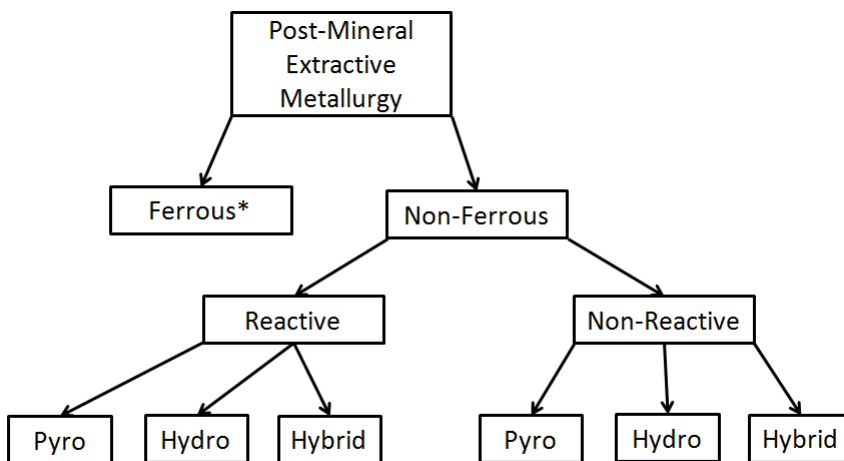 Post-Mineral
Extractive
Metallurgy
Ferrous*
Non-Ferrous
Reactive
Non-Reactive
Pyro
Hydro
Hybrid
Pyro
Hydro
Hybrid